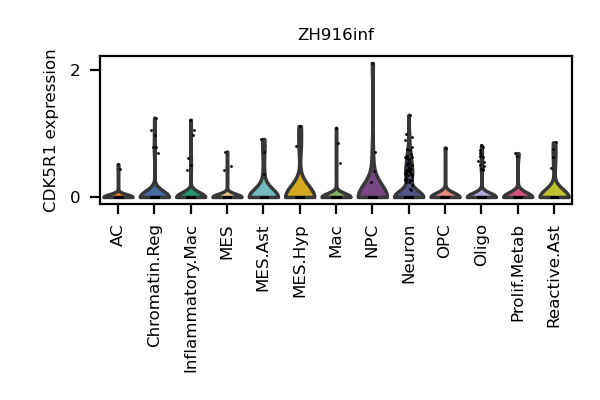 ZH916inf
CDK5R1 expression
2
0
AC
Chromatin.Reg
Inflammatory.Mac
MES
MES.Ast
MES.Hyp
Mac
NPC
Neuron
OPC
Oligo
Prolif.Metab
Reactive.Ast